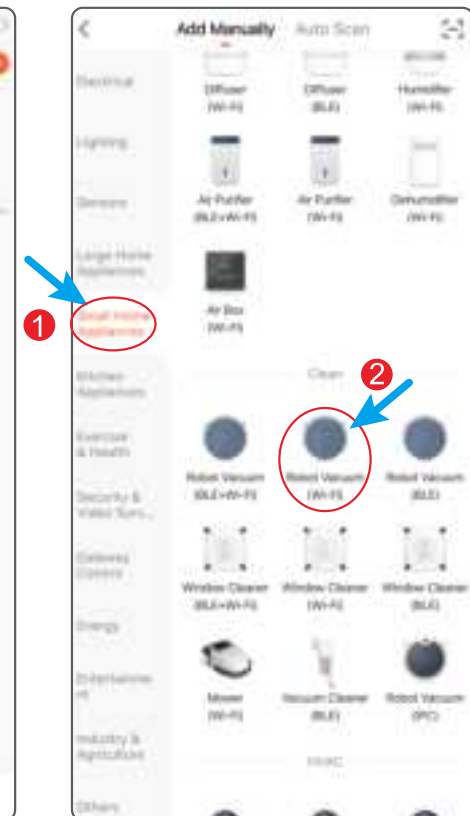 Add Manually Auto Scan
Electrical
Diffuser
(Wi-Fi)
Diffuser
(BLE)
Humidifier
(Wi-Fi)
Lighting
Sensors
Air Purifier
(BLE+Wi-Fi)
Air Purifier
(Wi-Fi)
Dehumidifier
(Wi-Fi)
Large Home
Appliances
1
Small Home
Appliances
Air Box
(Wi-Fi)
Kitchen
Appliances
Clean
2
Exercise
& Health
Robot Vacuum
(BLE+Wi-Fi)
Robot Vacuum
(Wi-Fi)
Robot Vacuum
(BLE)
Security &
Video Surv...
Gateway
Control
Window Cleaner
(BLE+Wi-Fi)
Window Cleaner
(Wi-Fi)
Window Cleaner
(BLE)
Energy
Entertainme
nt
Mower
(Wi-Fi)
Vacuum Cleaner
(BLE)
Robot Vacuum
(IPC)
Industry &
Agriculture
HVAC
Others